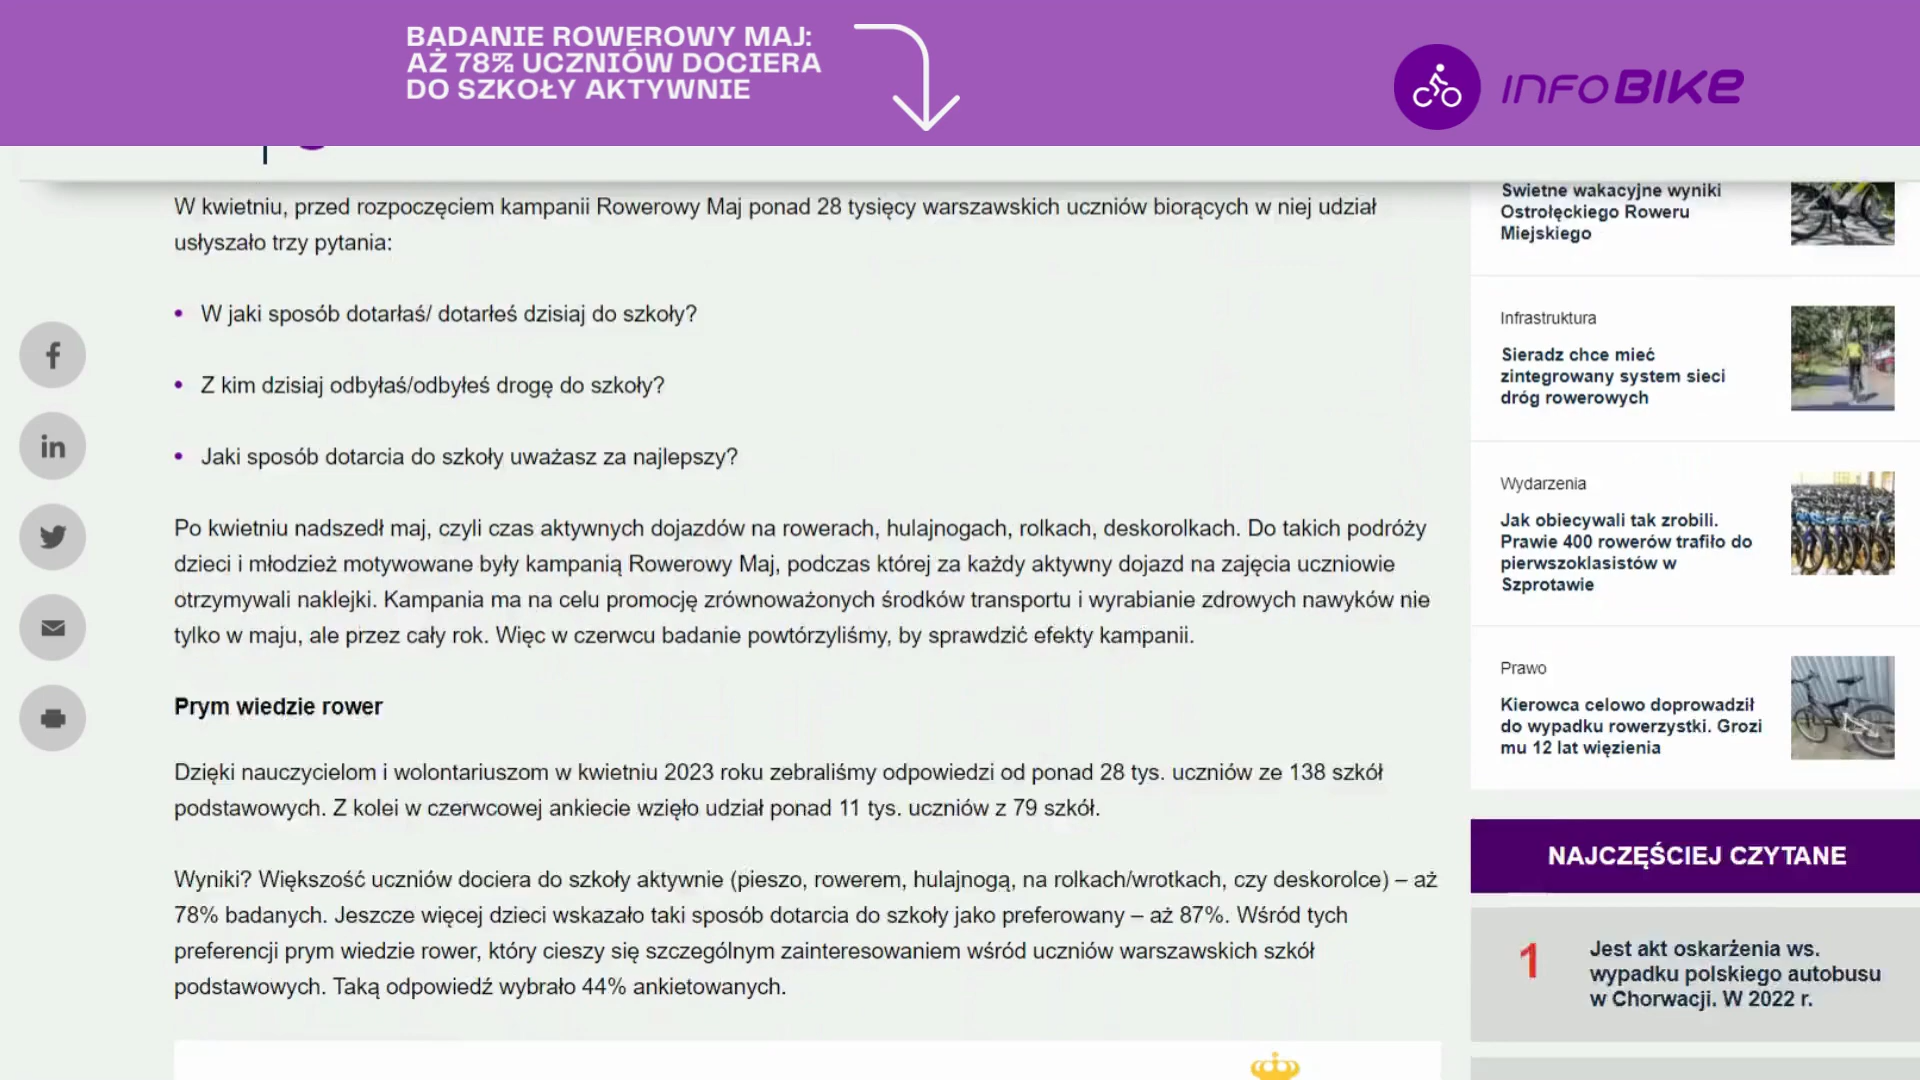 BADANIE ROWEROWY MAJ:
AŻ 78% UCZNIÓW DOCIERA
DO SZKOŁY AKTYWNIE
INFOBIKE
W kwietniu, przed rozpoczęciem kampanii Rowerowy Maj ponad 28 tysięcy warszawskich uczniów biorących w niej udział
usłyszało trzy pytania:
• W jaki sposób dotarłaś/ dotarłeś dzisiaj do szkoły?
• Z kim dzisiaj odbyłaś/odbyłeś drogę do szkoły?
• Jaki sposób dotarcia do szkoły uważasz za najlepszy?
Po kwietniu nadszedł maj, czyli czas aktywnych dojazdów na rowerach, hulajnogach, rolkach, deskorolkach. Do takich podróży
dzieci i młodzież motywowane były kampanią Rowerowy Maj, podczas której za każdy aktywny dojazd na zajęcia uczniowie
otrzymywali naklejki. Kampania ma na celu promocję zrównoważonych środków transportu i wyrabianie zdrowych nawyków nie
tylko w maju, ale przez cały rok. Więc w czerwcu badanie powtórzyliśmy, by sprawdzić efekty kampanii.
Prym wiedzie rower
Dzięki nauczycielom i wolontariuszom w kwietniu 2023 roku zebraliśmy odpowiedzi od ponad 28 tys. uczniów ze 138 szkół
podstawowych. Z kolei w czerwcowej ankiecie wzięło udział ponad 11 tys. uczniów z 79 szkół.
Wyniki? Większość uczniów dociera do szkoły aktywnie (pieszo, rowerem, hulajnogą, na rolkach/wrotkach, czy deskorolce) – aż
78% badanych. Jeszcze więcej dzieci wskazało taki sposób dotarcia do szkoły jako preferowany – aż 87%. Wśród tych
preferencji prym wiedzie rower, który cieszy się szczególnym zainteresowaniem wśród uczniów warszawskich szkół
podstawowych. Taką odpowiedź wybrało 44% ankietowanych.
Świetne wakacyjne wyniki
Ostrołęckiego Roweru
Miejskiego
Infrastruktura
Sieradz chce mieć
zintegrowany system sieci
dróg rowerowych
Wydarzenia
Jak obiecywali tak zrobili.
Prawie 400 rowerów trafiło do
pierwszoklasistów w
Szprotawie
Prawo
Kierowca celowo doprowadził
do wypadku rowerzystki. Grozi
mu 12 lat więzienia
NAJCZĘŚCIEJ CZYTANE
1
Jest akt oskarżenia ws.
wypadku polskiego autobusu
w Chorwacji. W 2022 r.